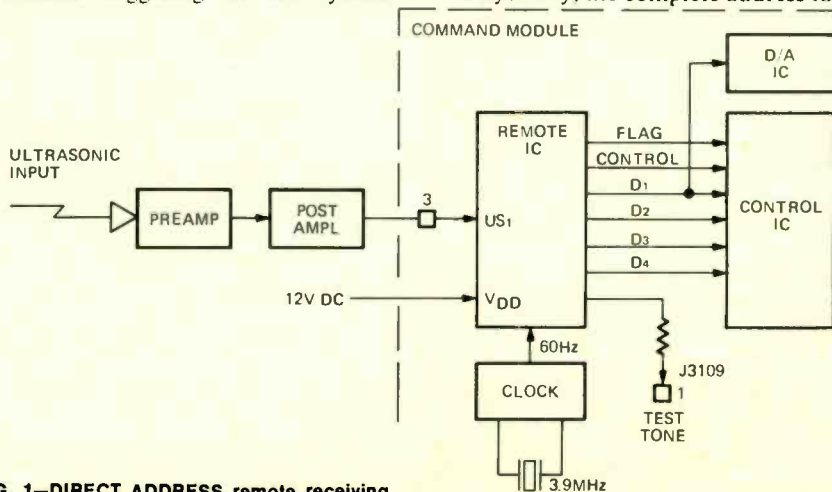 COMMAND MODULE
D/A
IC
REMOTE
IC
FLAG
CONTROL
D1
D2
D3
D4
CONTROL
IC
ULTRASONIC
INPUT
PREAMP
POST
AMPL
3
US1
12V DC
VDD
60Hz
CLOCK
J3109
1
TEST
TONE
3.9MHz
1—DIRECT ADDRESS remote receiving